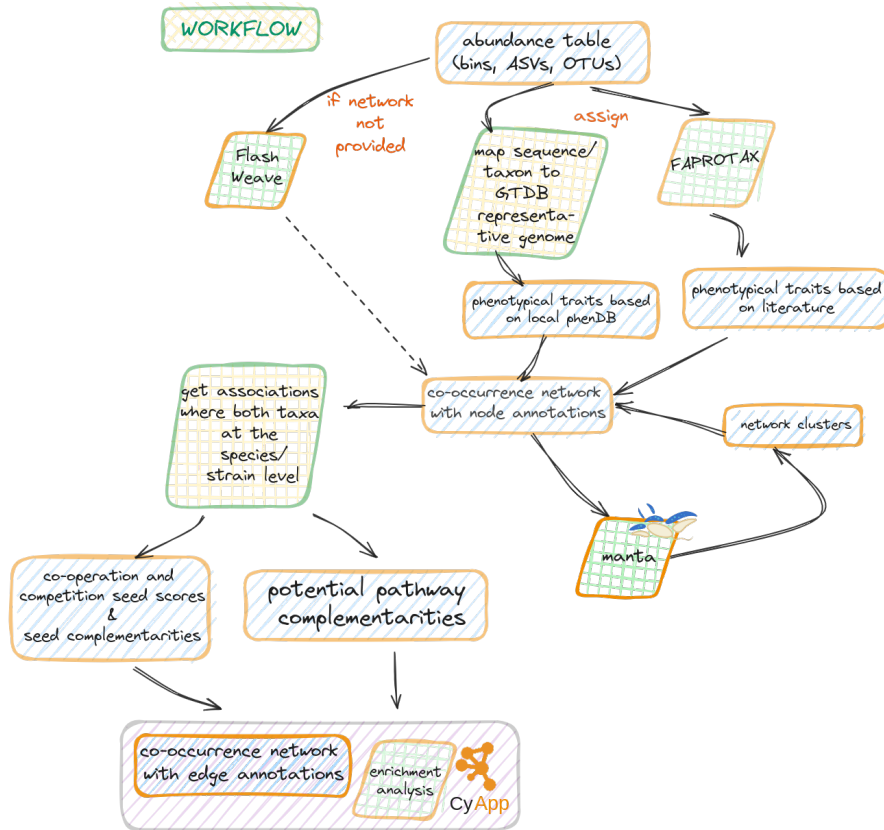 WORKFLOW
abundance table
(bins, ASVs, OTUs)
if network
not
provided
assign
Flash
Weave
map sequence/
taxon to
GTDB
representa-
tive genome
FAPROTAX
phenotypical traits based
on local phenDB
phenotypical traits based
on literature
get associations
where both taxa
at the
species/
strain level
co-occurrence network
with node annotations
network clusters
manta
co-operation and
competition seed scores
&
seed complementarities
potential pathway
complementarities
co-occurrence network
with edge annotations
enrichment
analysis
CyApp